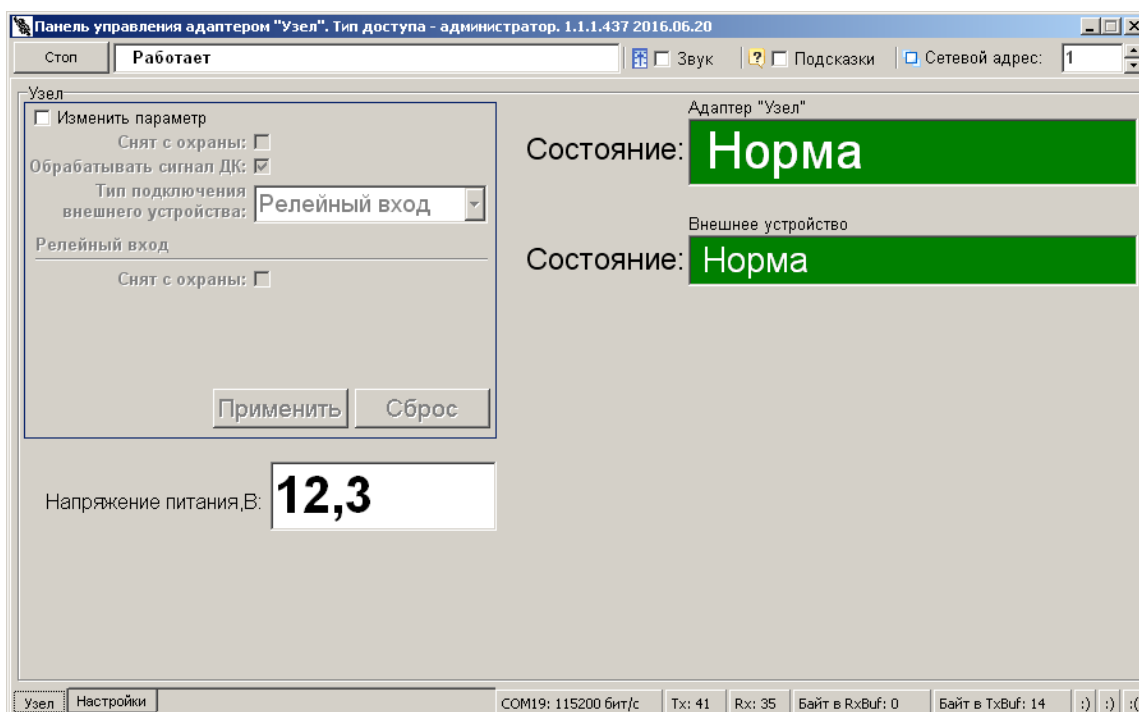 Панель управления адаптером "Узел". Тип доступа - администратор. 1.1.1.437 2016.06.20
Стоп Работает Звук Подсказки Сетевой адрес: 1
Узел
Изменить параметр
Снят с охраны:
Обрабатывать сигнал ДК:
Тип подключения
внешнего устройства: Релейный вход
Релейный вход
Снят с охраны:
Применить Сброс
Напряжение питания,В: 12,3
Адаптер "Узел"
Состояние: Норма
Внешнее устройство
Состояние: Норма
Узел Настройки COM19: 115200 бит/с Tx: 41 Rx: 35 Байт в RxBuf: 0 Байт в TxBuf: 14 :) :) :(